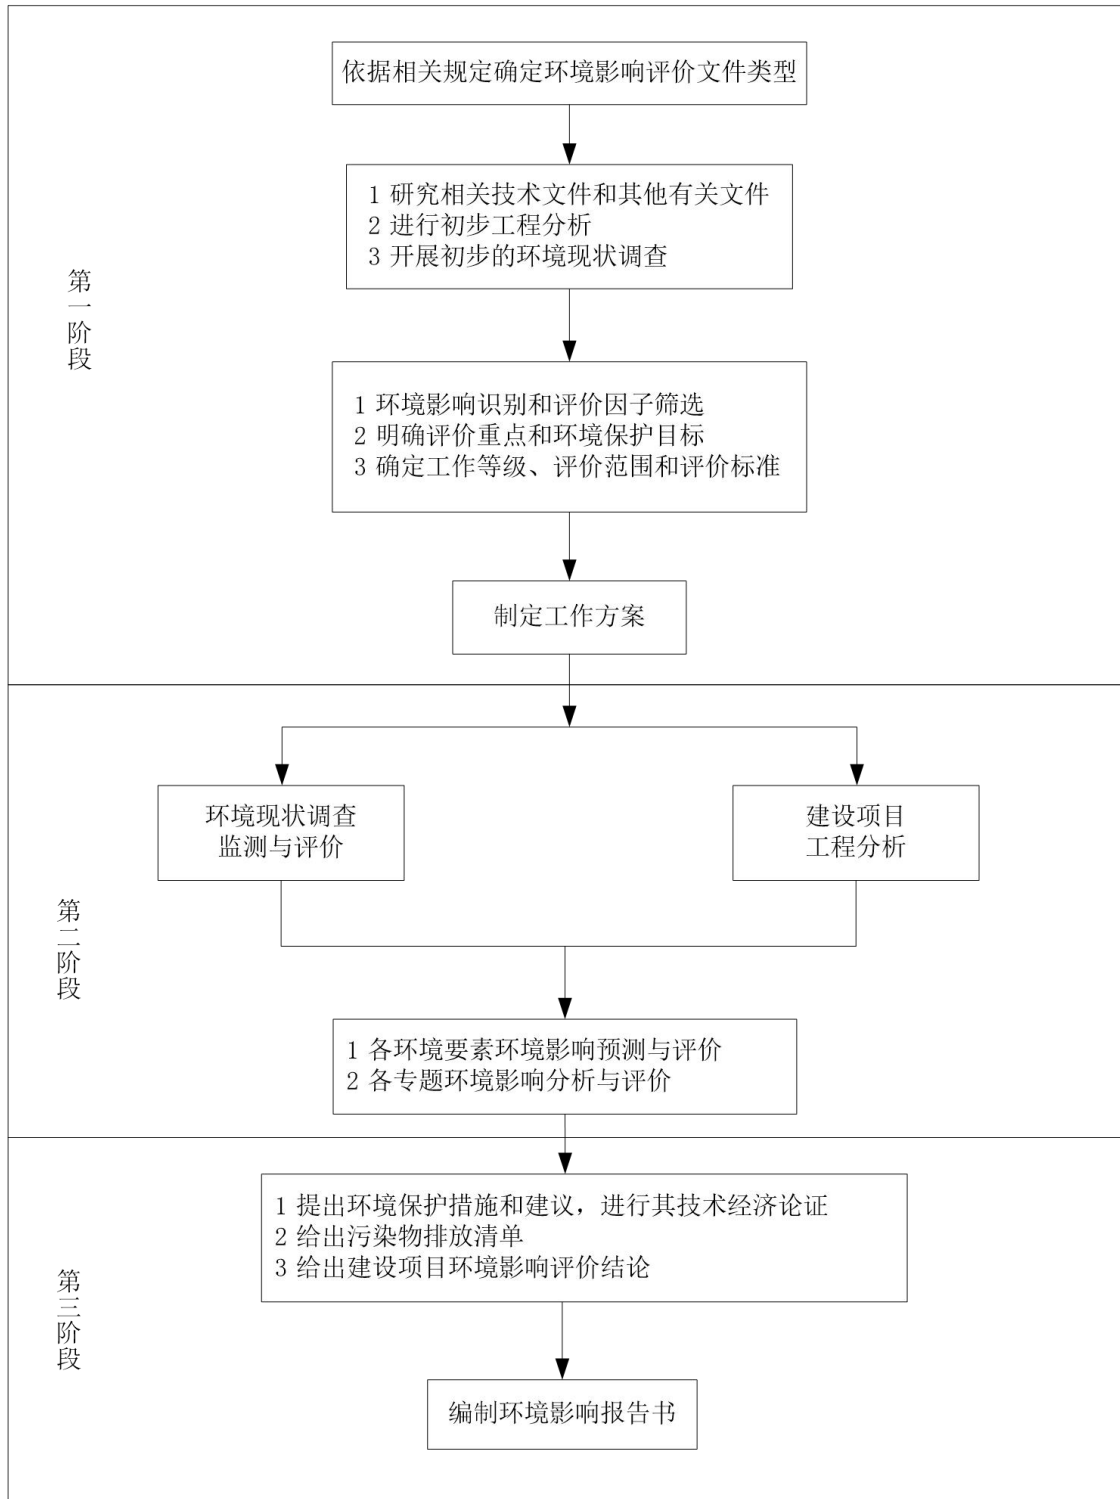 依据相关规定确定环境影响评价文件类型
1 研究相关技术文件和其他有关文件
2 进行初步工程分析
3 开展初步的环境现状调查
第一阶段
1 环境影响识别和评价因子筛选
2 明确评价重点和环境保护目标
3 确定工作等级、评价范围和评价标准
制定工作方案
环境现状调查
监测与评价
建设项目
工程分析
第二阶段
1 各环境要素环境影响预测与评价
2 各专题环境影响分析与评价
1 提出环境保护措施和建议，进行其技术经济论证
2 给出污染物排放清单
3 给出建设项目环境影响评价结论
第三阶段
编制环境影响报告书